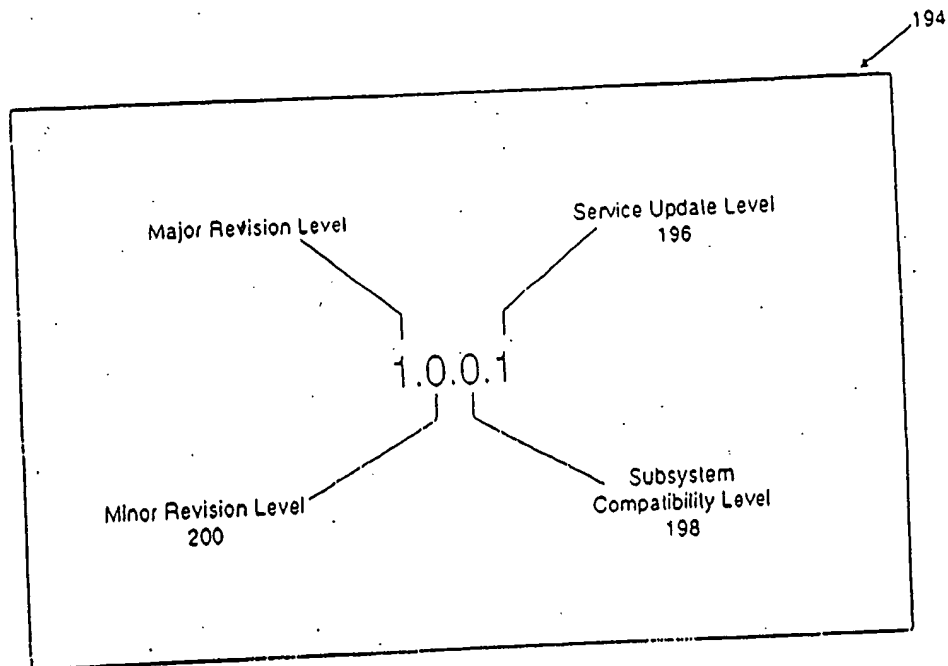 194
Major Revision Level
Service Update Level
196
1.0.0.1
Minor Revision Level
200
Subsystem
Compatibility Level
198